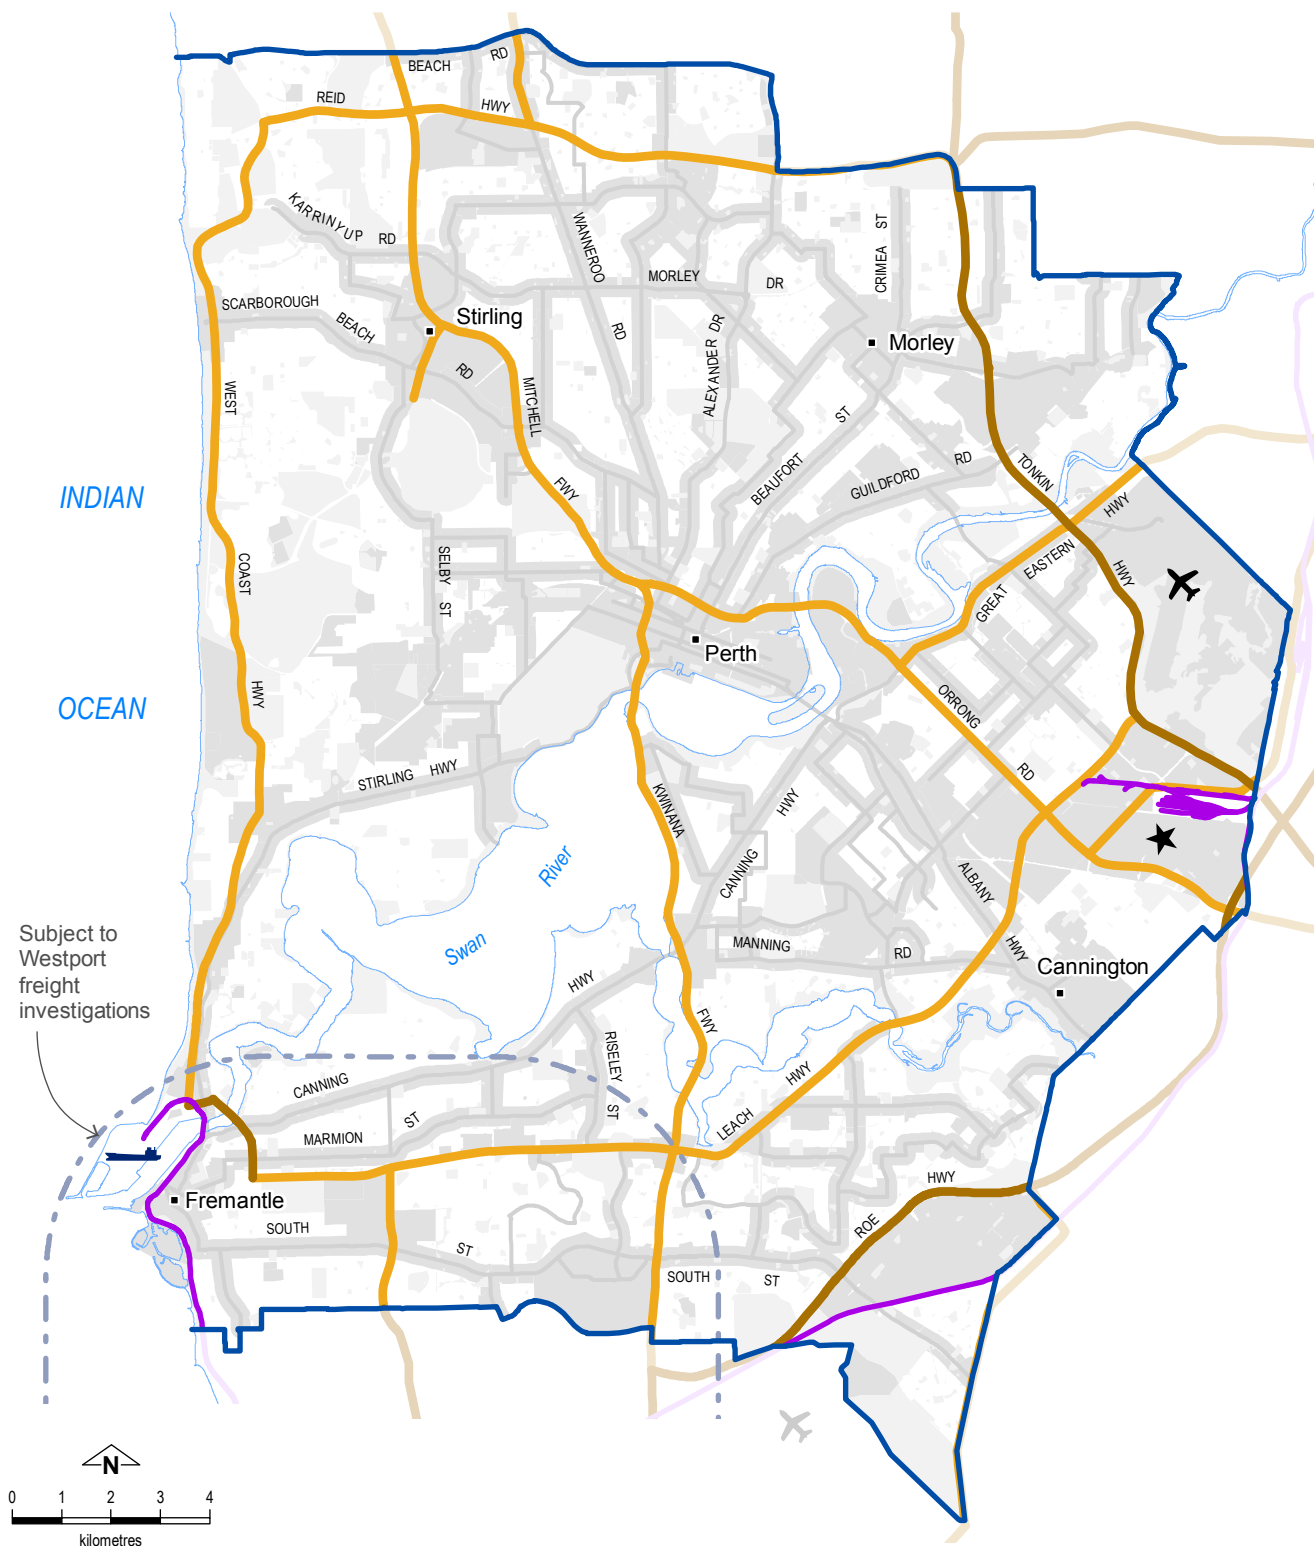 BEACH RD
REID HWY
KARRINYUP RD
WANNEROO RD
MORLEY DR
CRIMEA ST
SCARBOROUGH BEACH RD
Stirling
Morley
ALEXANDER DR
WEST COAST HWY
MITCHELL FWY
BEAUFORT ST
GUILDFORD RD
TONKIN HWY
INDIAN
OCEAN
SELBY ST
GREAT EASTERN HWY
Perth
ORRONG RD
STIRLING HWY
KWINANA FWY
CANNING HWY
ALBANY HWY
River
Swan
MANNING RD
Cannington
Subject to
Westport
freight
investigations
CANNING HWY
RISELEY ST
LEACH HWY
MARMION ST
Fremantle
ROE HWY
SOUTH ST
SOUTH ST
N
0 1 2 3 4
kilometres